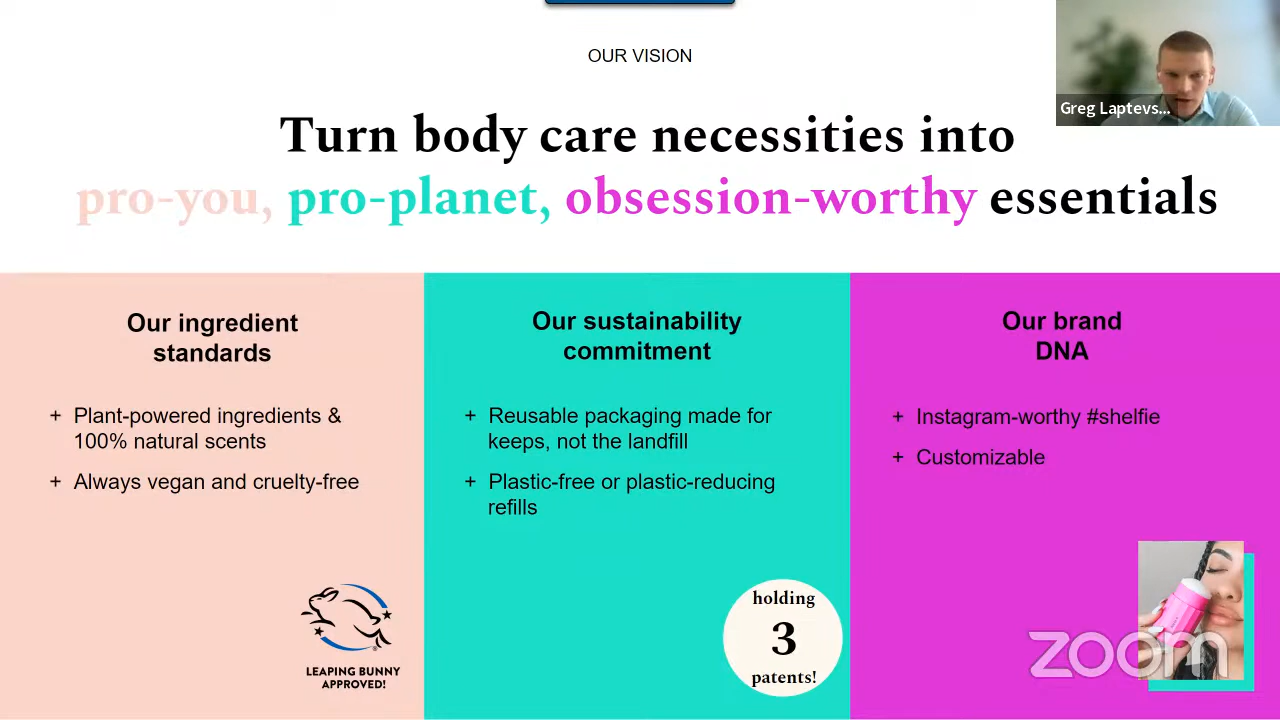 OUR VISION
Greg Laptevs...
Turn body care necessities into
pro-you, pro-planet, obsession-worthy essentials
Our ingredient
standards
+ Plant-powered ingredients &
100% natural scents
+ Always vegan and cruelty-free
LEAPING BUNNY
APPROVED!
Our sustainability
commitment
+ Reusable packaging made for
keeps, not the landfill
+ Plastic-free or plastic-reducing
refills
holding
3
patents!
Our brand
DNA
+ Instagram-worthy #shelfie
+ Customizable
zoom